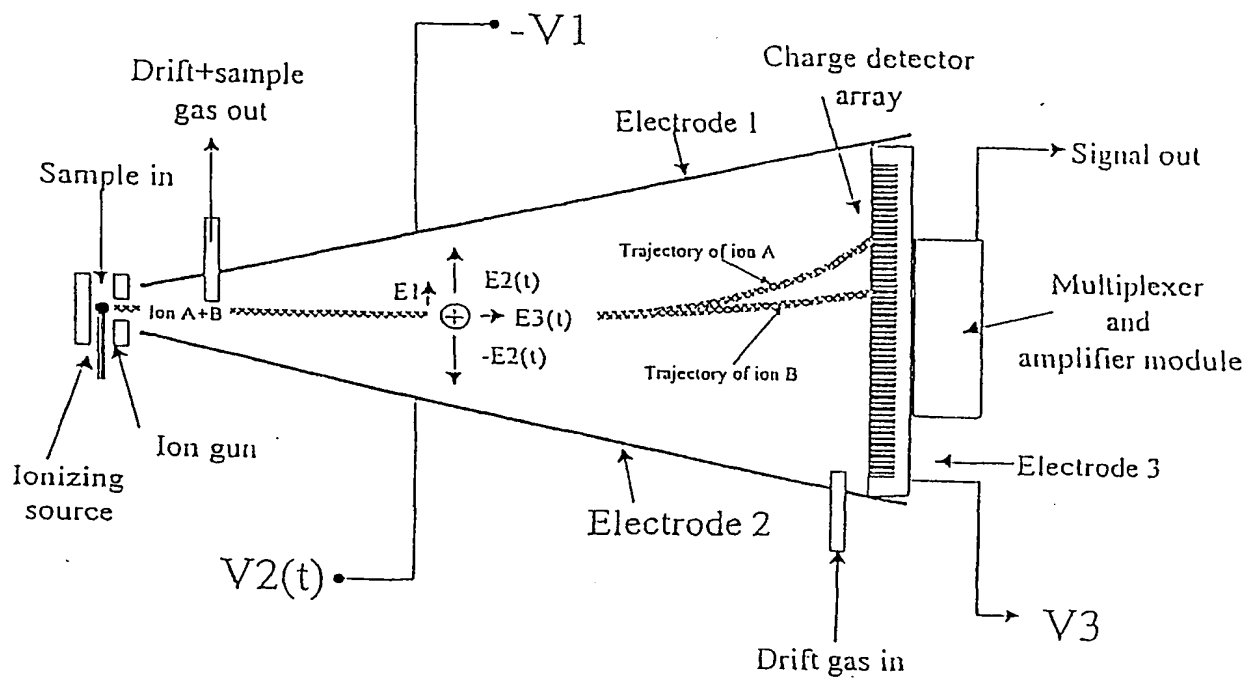 -V1
Drift+sample
gas out
Charge detector
array
Electrode 1
Signal out
Sample in
Trajectory of ion A
E1
E2(t)
Ion A+B
E3(t)
-E2(t)
Multiplexer
and
amplifier module
Trajectory of ion B
Ion gun
Ionizing
source
Electrode 3
Electrode 2
V2(t)
V3
Drift gas in